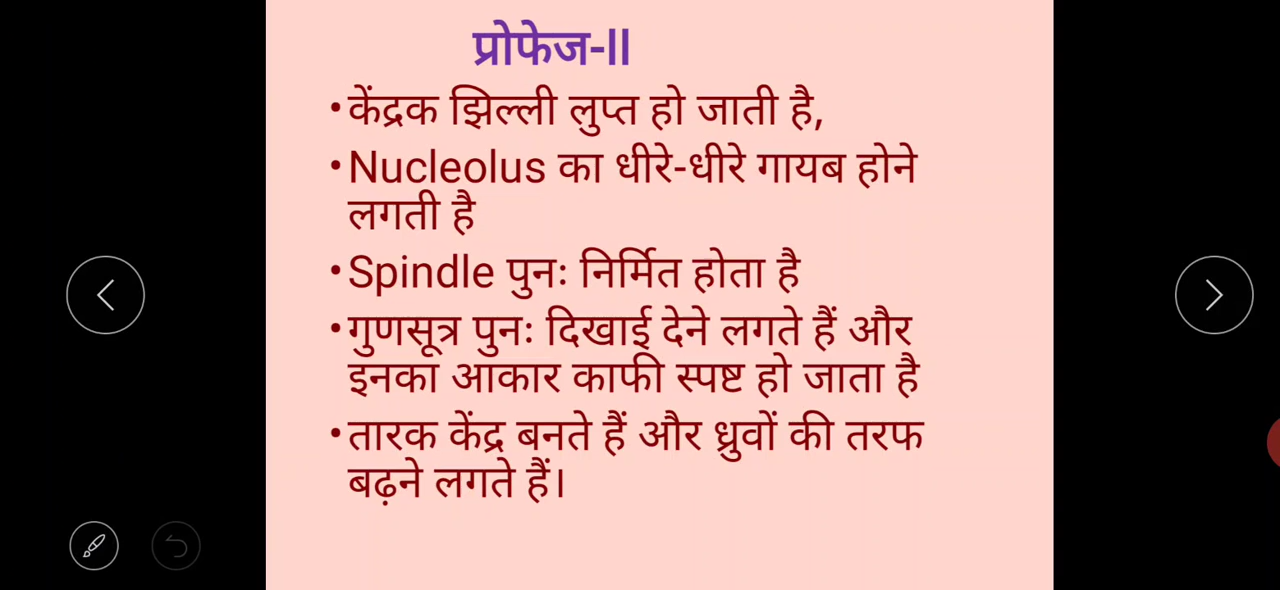 प्रोफेज-II
•केंद्रक झिल्ली लुप्त हो जाती है,
•Nucleolus का धीरे-धीरे गायब होने
लगती है
•Spindle पुनः निर्मित होता है
•गुणसूत्र पुनः दिखाई देने लगते हैं और
इनका आकार काफी स्पष्ट हो जाता है
•तारक केंद्र बनते हैं और ध्रुवों की तरफ
बढ़ने लगते हैं।